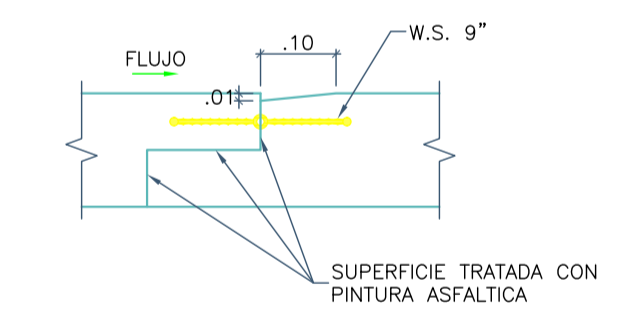 .10
W.S. 9”
FLUJO
.01
SUPERFICIE TRATADA CON
PINTURA ASFALTICA